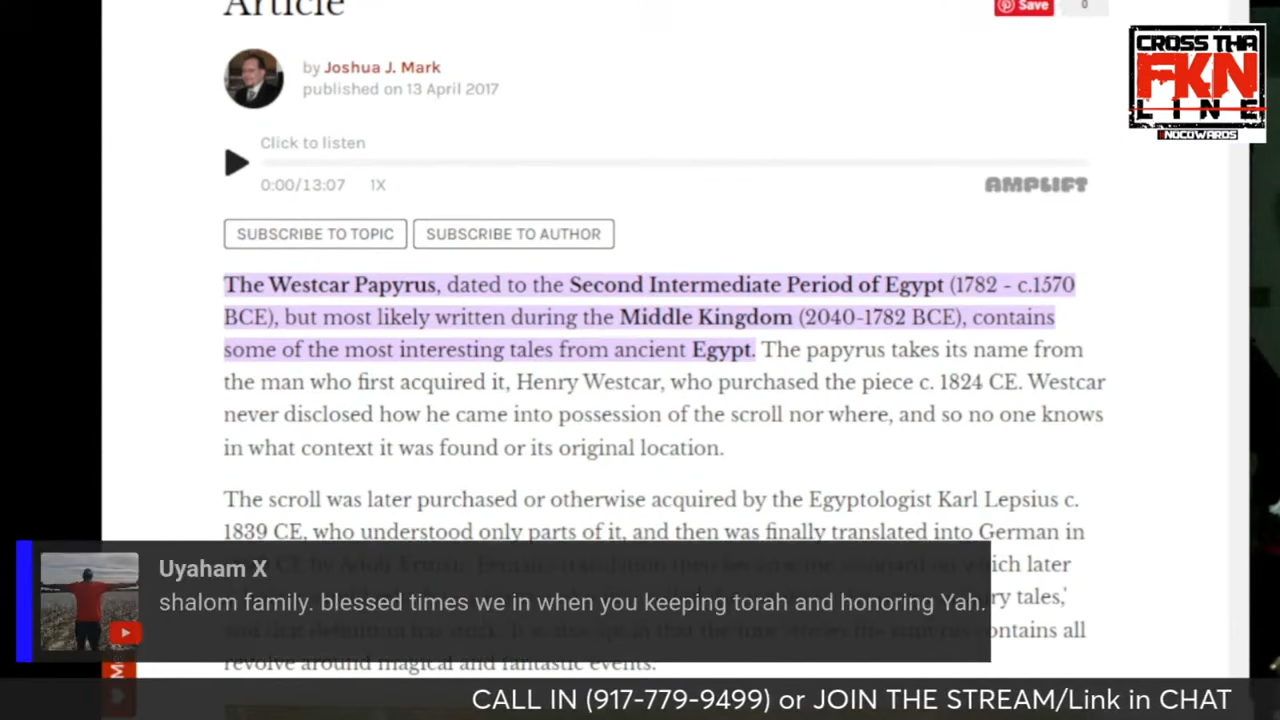 Article
Save
0
by Joshua J. Mark
published on 13 April 2017
Click to listen
0:00/13:07 1X
AMPLIFY
SUBSCRIBE TO TOPIC
SUBSCRIBE TO AUTHOR
The Westcar Papyrus, dated to the Second Intermediate Period of Egypt (1782 - c.1570
BCE), but most likely written during the Middle Kingdom (2040-1782 BCE), contains
some of the most interesting tales from ancient Egypt. The papyrus takes its name from
the man who first acquired it, Henry Westcar, who purchased the piece c. 1824 CE. Westcar
never disclosed how he came into possession of the scroll nor where, and so no one knows
in what context it was found or its original location.
The scroll was later purchased or otherwise acquired by the Egyptologist Karl Lepsius c.
1839 CE, who understood only parts of it, and then was finally translated into German in
which later
tales,'
contains all
revolve around magical and fantastic events.
Uyaham X
shalom family. blessed times we in when you keeping torah and honoring Yah.
CALL IN (917-779-9499) or JOIN THE STREAM/Link in CHAT
CROSS THA
FKN
LINE
#NOCOWARDS